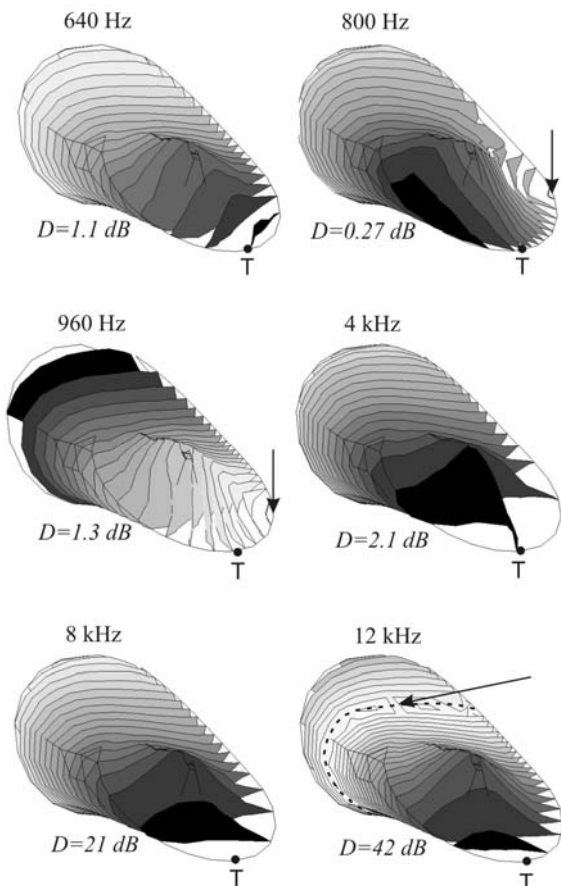 640 Hz
800 Hz
D=1.1 dB
T
D=0.27 dB
T
960 Hz
4 kHz
D=1.3 dB
T
D=2.1 dB
T
8 kHz
12 kHz
D=21 dB
T
D=42 dB
T